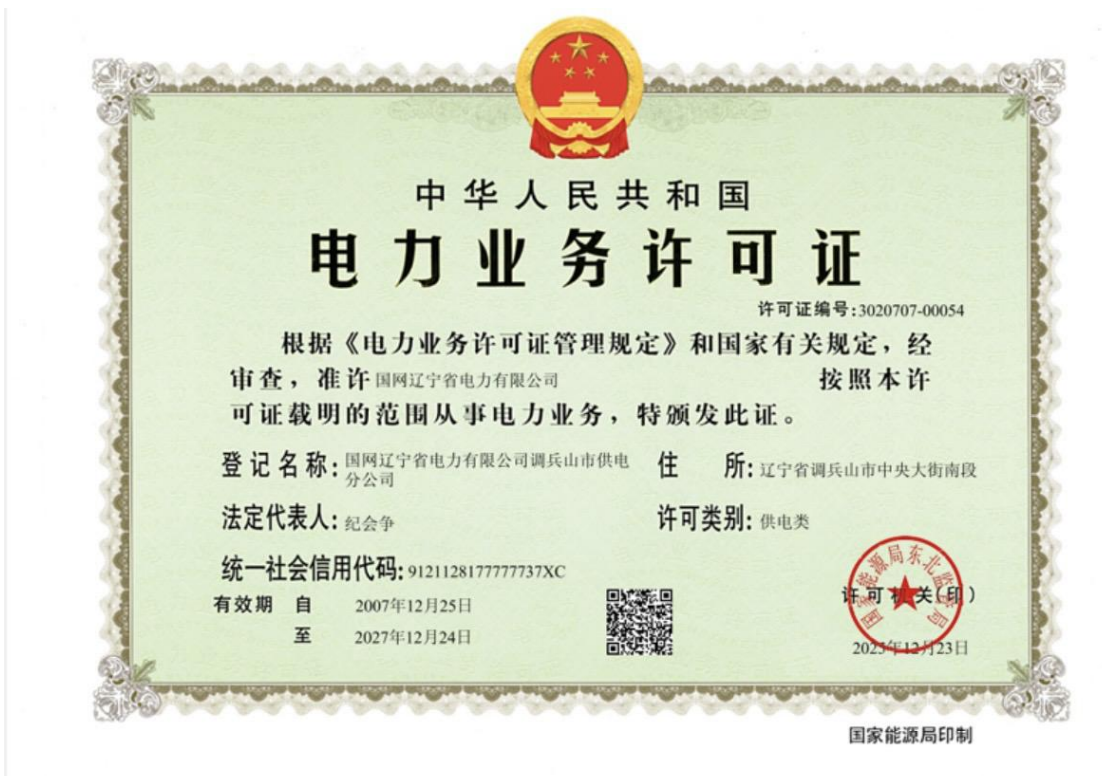 中华人民共和国
电力业务许可证
许可证编号:3020707-00054
根据《电力业务许可证管理规定》和国家有关规定，经
审查，准许 国网辽宁省电力有限公司 按照本许
可证载明的范围从事电力业务，特颁发此证。
登记名称: 国网辽宁省电力有限公司调兵山市供电
分公司
住 所: 辽宁省调兵山市中央大街南段
法定代表人: 纪会争
许可类别: 供电类
统一社会信用代码: 9121128177777737XC
国家能源局东北监管局
有效期 自 2007年12月25日
许可机关(印)
至 2027年12月24日
12月23日
国家能源局印制